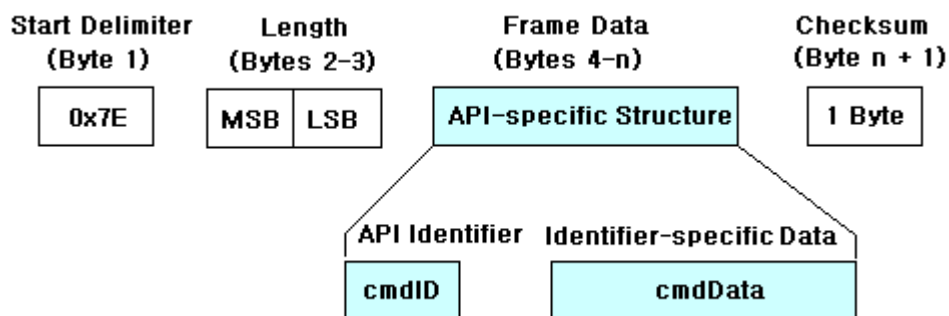 Start Delimiter
(Byte 1)
Length
(Bytes 2-3)
Frame Data
(Bytes 4-n)
Checksum
(Byte n + 1)
0x7E
MSB
LSB
API-specific Structure
1 Byte
API Identifier
Identifier-specific Data
cmdID
cmdData